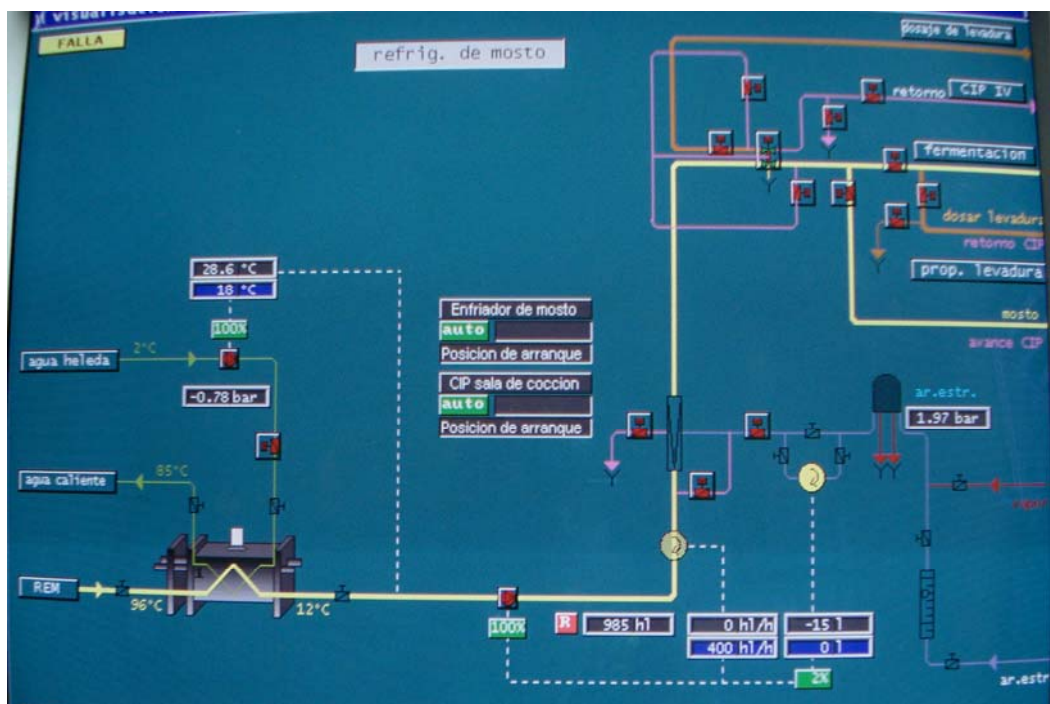 FALLA
refrig. de mosto
dosaje de levadura
retorno
CIP IV
fermentacion
dosar levadura
retorno CIP
prop. levadura
mosto
avance CIP
28.6 °C
18 °C
100%
agua heleda
2°C
-0.78 bar
agua caliente
85°C
REM
96°C
12°C
Enfriador de mosto
auto
Posicion de arranque
CIP sala de coccion
auto
Posicion de arranque
ar.estr.
1.97 bar
100%
R
985 hl
0 hl/h
-15 l
400 hl/h
0 l
2%
ar.estr